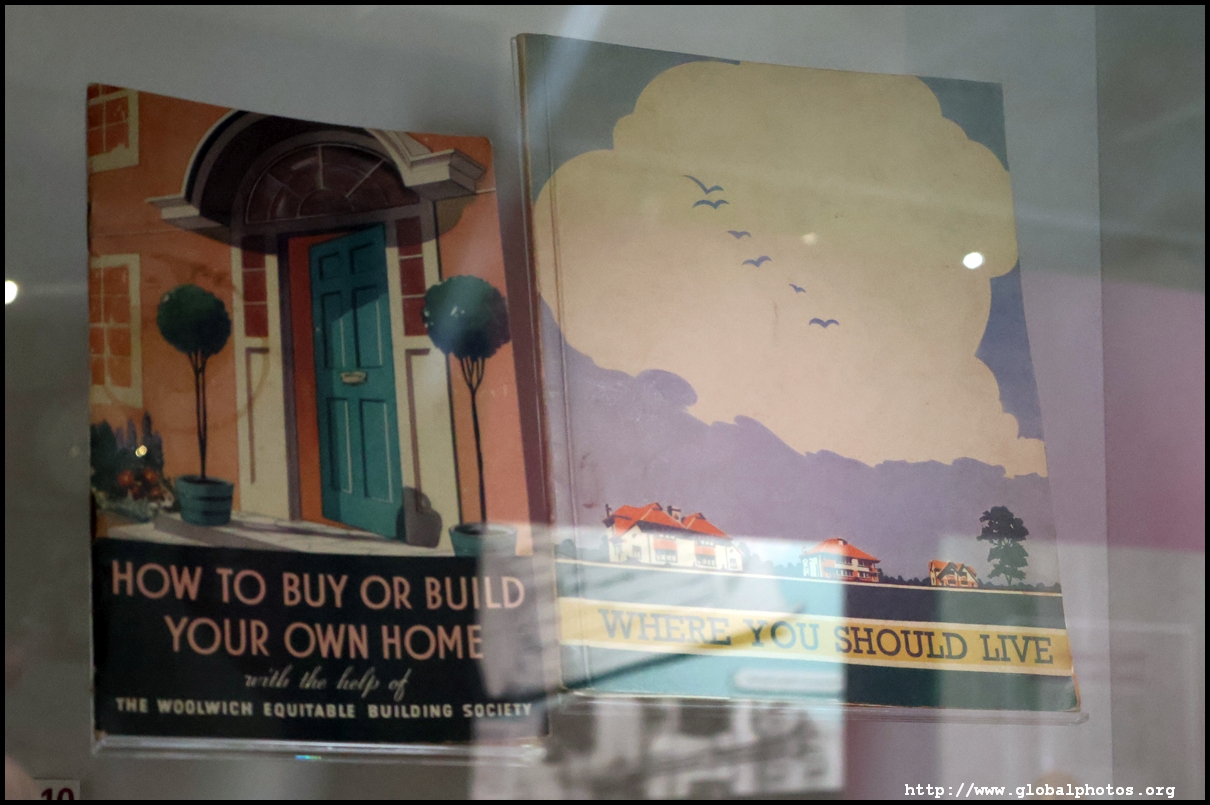 HOW TO BUY OR BUILD
YOUR OWN HOME
with the help of
THE WOOLWICH EQUITABLE BUILDING SOCIETY
WHERE YOU SHOULD LIVE
10
http://www.globalphotos.org